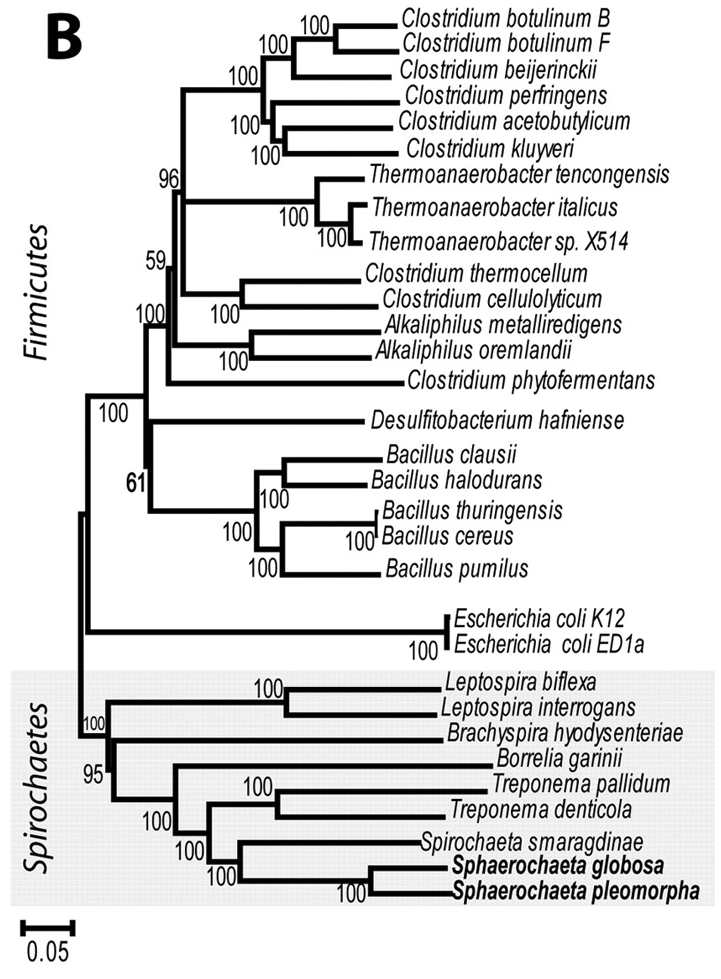 B
100
Clostridium botulinum B
100
Clostridium botulinum F
100
Clostridium beijerinckii
Clostridium perfringens
100
Clostridium acetobutylicum
100
Clostridium kluyveri
96
Thermoanaerobacter tencongensis
100
Thermoanaerobacter italicus
100
Thermoanaerobacter sp. X514
Firmicutes
59
Clostridium thermocellum
100
Clostridium cellulolyticum
100
Alkaliphilus metalliredigens
100
Alkaliphilus oremlandii
Clostridium phytofermentans
100
Desulfitobacterium hafniense
61
Bacillus clausii
100
Bacillus halodurans
100
Bacillus thuringensis
100
Bacillus cereus
100
Bacillus pumilus
Escherichia coli K12
100
Escherichia coli ED1a
Spirochaetes
100
Leptospira biflexa
Leptospira interrogans
100
Brachyspira hyodysenteriae
95
Borrelia garinii
100
Treponema pallidum
100
Treponema denticola
100
Spirochaeta smaragdinae
100
Sphaerochaeta globosa
100
Sphaerochaeta pleomorpha
0.05